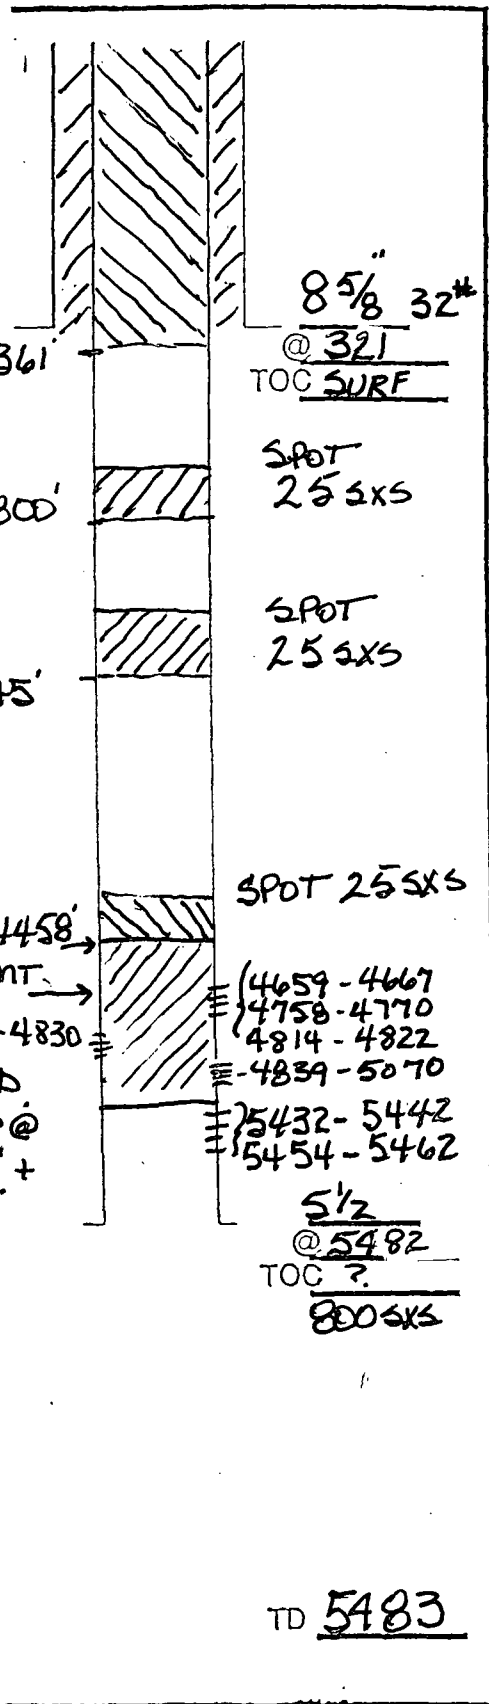 8 5/8" 32#
@ 321
TOC SURF
361'
SPOT
25 SXS
300'
SPOT
25 SXS
45'
SPOT 25 SXS
4458'
MT
4659-4667
4758-4770
4814-4822
-4830
-4839-5070
@
5432-5442
+
5454-5462
5 1/2
@ 5482
TOC ?
800 SXS
TD 5483